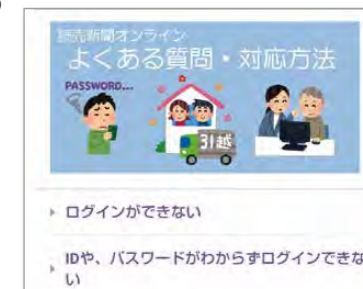 読売新聞オンライン
よくある質問・対応方法
PASSWORD...
引越
ログインができない
IDや、パスワードがわからずログインできな
い